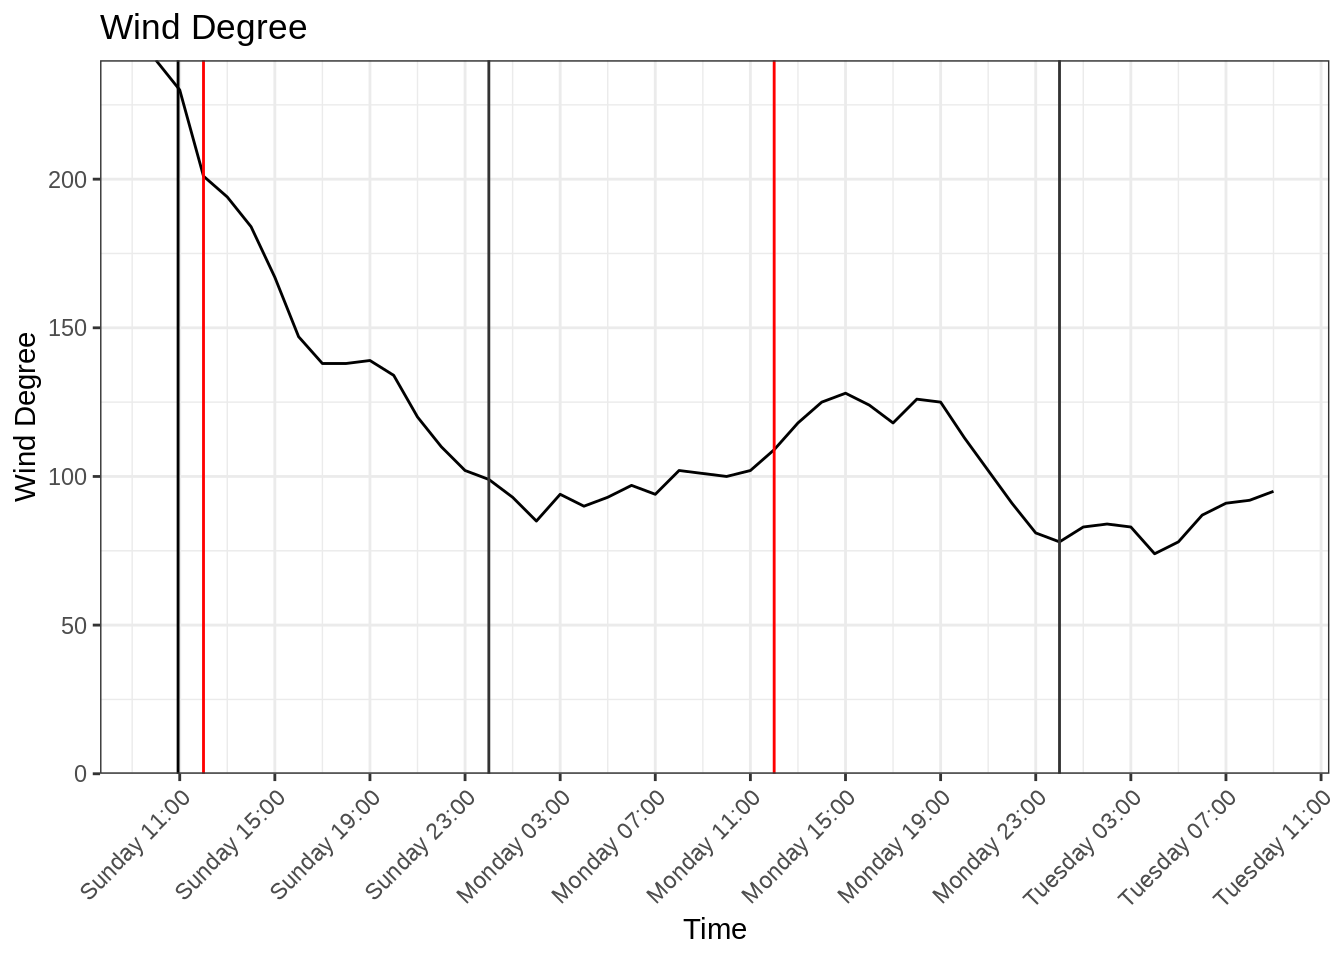 Wind Degree
Wind Degree
200
150
100
50
0
Sunday 11:00
Sunday 15:00
Sunday 19:00
Sunday 23:00
Monday 03:00
Monday 07:00
Monday 11:00
Monday 15:00
Monday 19:00
Monday 23:00
Tuesday 03:00
Tuesday 07:00
Tuesday 11:00
Time